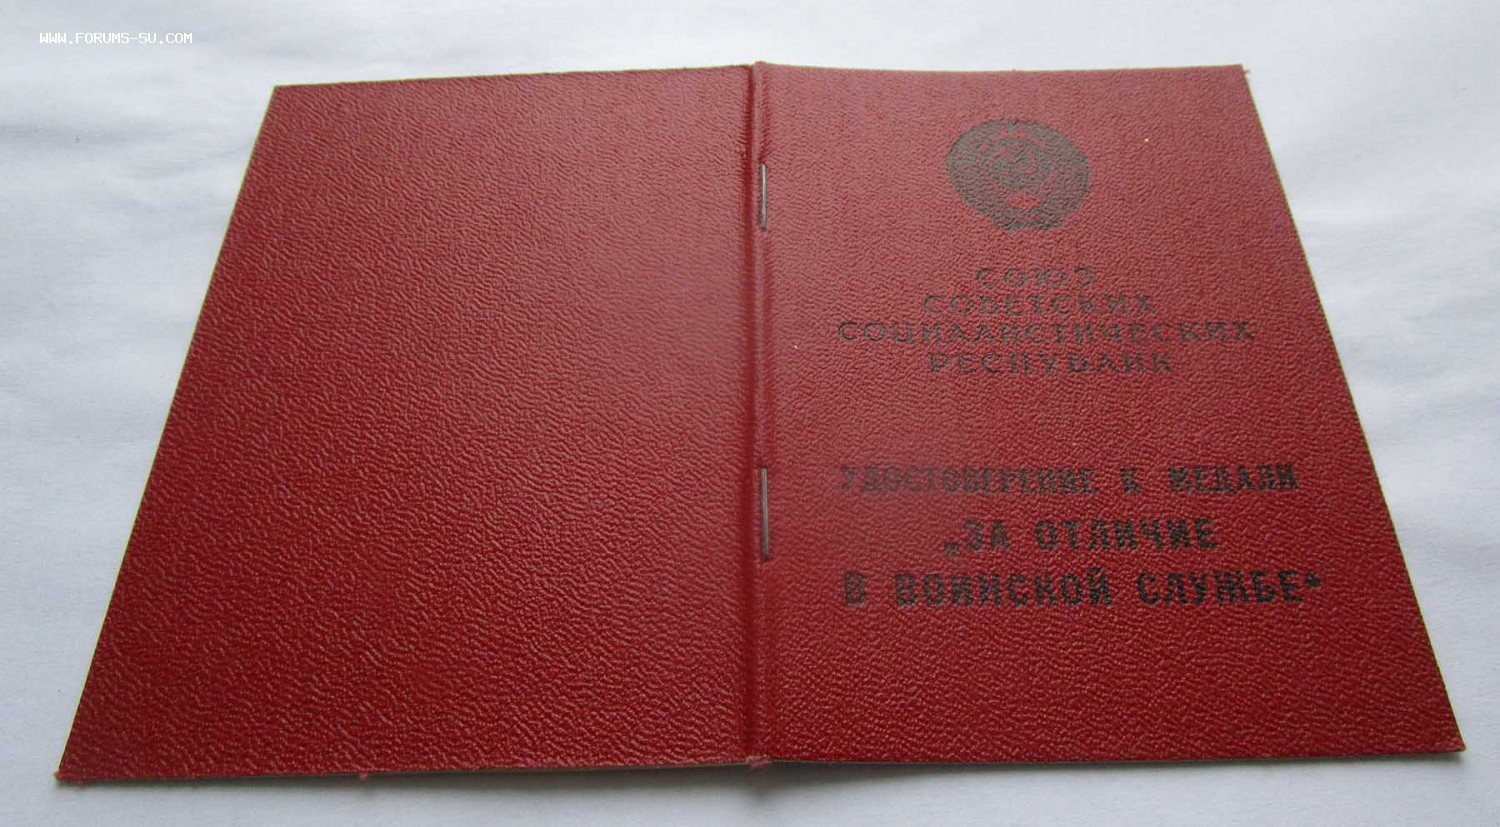 WWW.FORUMS-SU.COM
СОЮЗ
СОВЕТСКИХ
СОЦИАЛИСТИЧЕСКИХ
РЕСПУБЛИК
УДОСТОВЕРЕНИЕ К МЕДАЛИ
„ЗА ОТЛИЧИЕ
В ВОИНСКОЙ СЛУЖБЕ“